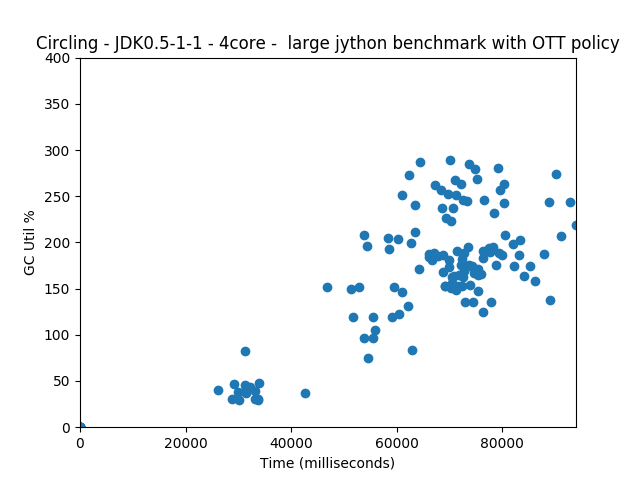 Circling - JDK0.5-1-1 - 4core -  large jython benchmark with OTT policy
400
350
300
250
200
150
100
50
0
GC Util %
0 20000 40000 60000 80000
Time (milliseconds)